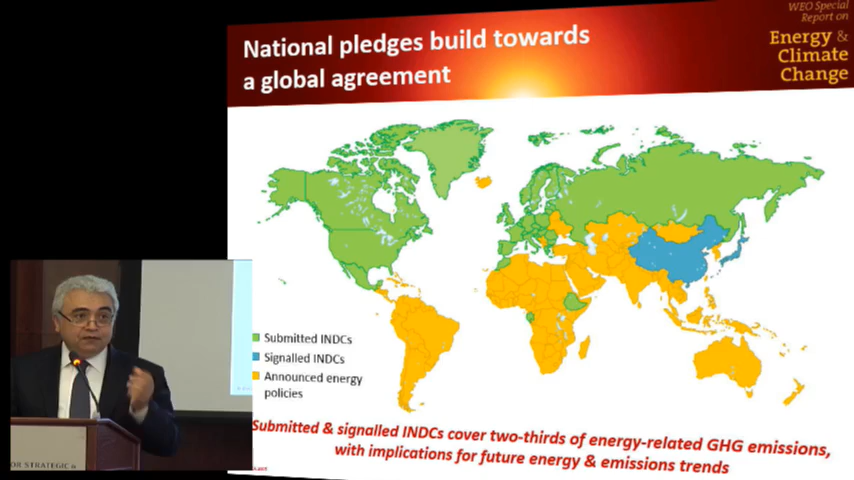 WEO Special
Report on
Energy &
Climate
Change
National pledges build towards
a global agreement
Submitted INDCs
Signalled INDCs
Announced energy
policies
Submitted & signalled INDCs cover two-thirds of energy-related GHG emissions,
with implications for future energy & emissions trends
OR STRATEGIC &